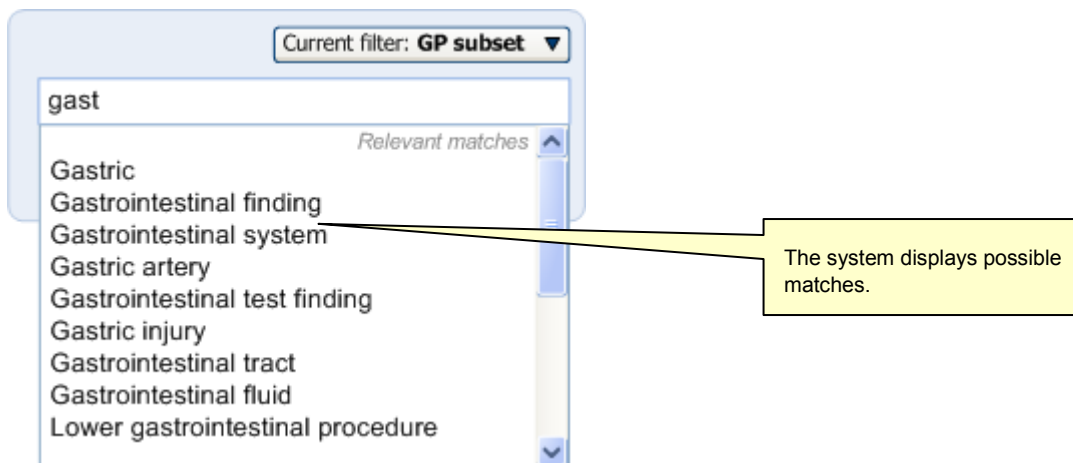 Current filter: GP subset
gast
Relevant matches
Gastric
Gastrointestinal finding
Gastrointestinal system
Gastric artery
Gastrointestinal test finding
Gastric injury
Gastrointestinal tract
Gastrointestinal fluid
Lower gastrointestinal procedure
The system displays possible
matches.